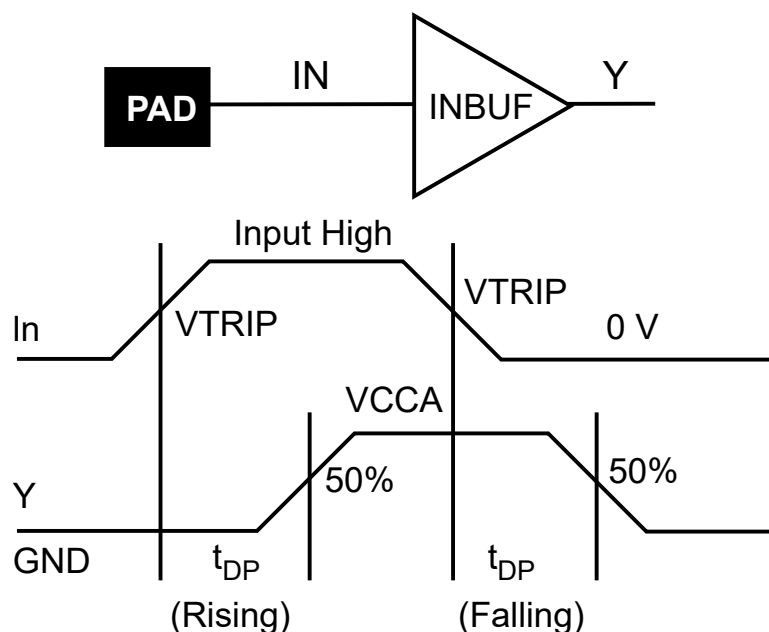 PAD
IN
INBUF
Y
Input High
In
VTRIP
VTRIP
0 V
VCCA
Y
50%
50%
GND
tDP
tDP
(Rising)
(Falling)